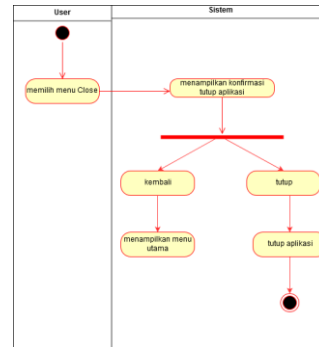 User
Sistem
memilih menu Close
menampilkan konfirmasi
tutup aplikasi
kembali
tutup
menampilkan menu
utama
tutup aplikasi